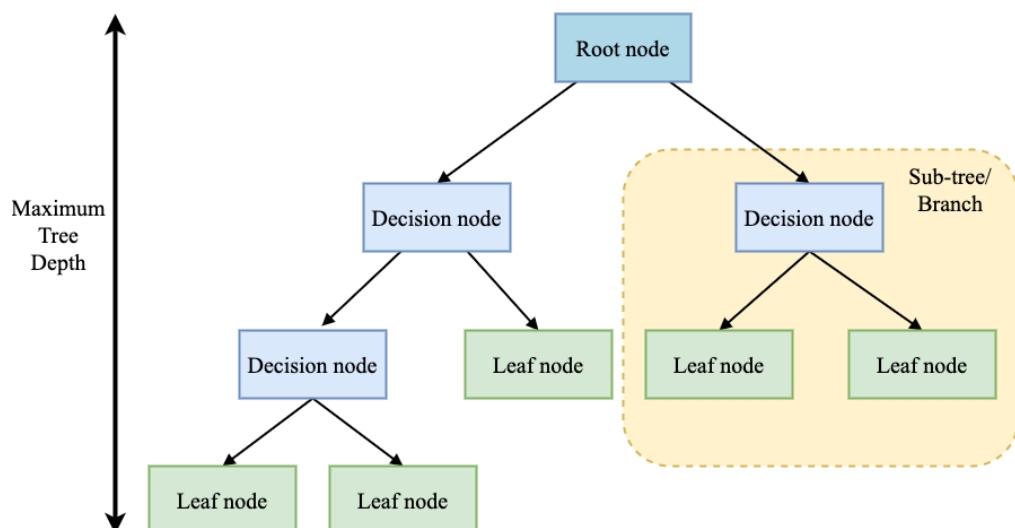 Root node
Sub-tree/
Branch
Maximum
Tree
Depth
Decision node
Decision node
Decision node
Leaf node
Leaf node
Leaf node
Leaf node
Leaf node